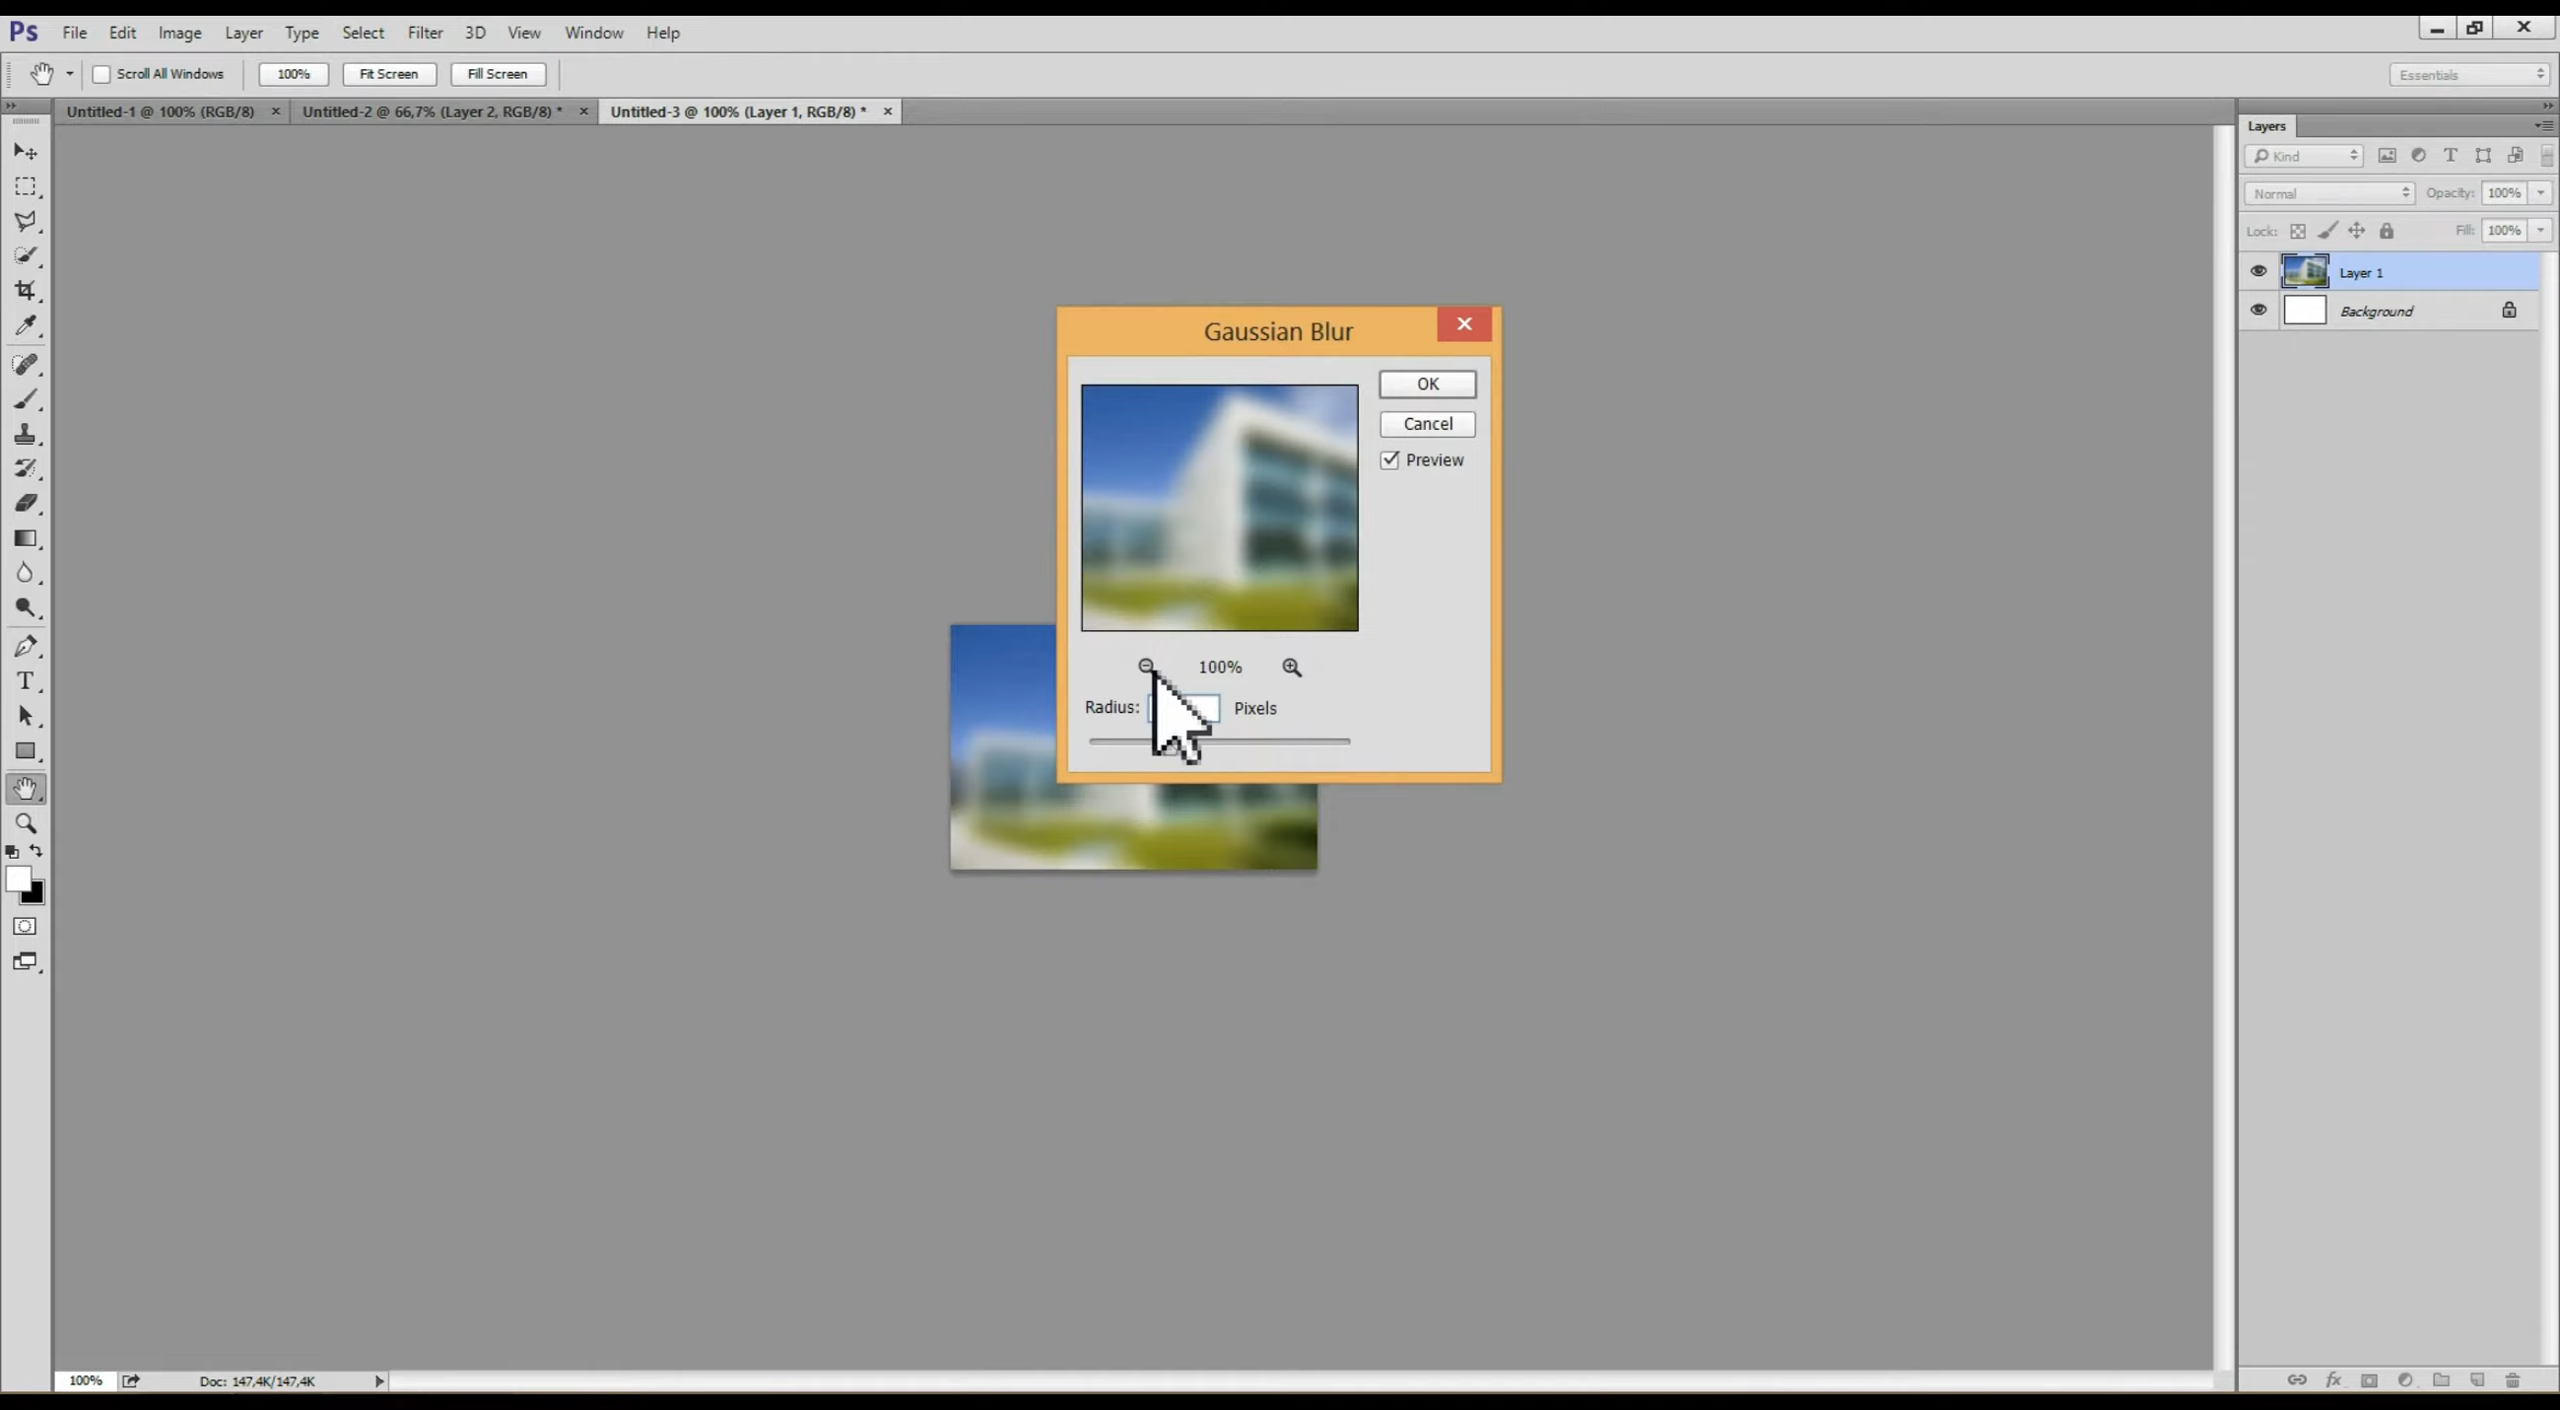 Ps File Edit Image Layer Type Select Filter 3D View Window Help
Scroll All Windows 100% Fit Screen Fill Screen Essentials
Untitled-1 @ 100% (RGB/8) × Untitled-2 @ 66,7% (Layer 2, RGB/8) * × Untitled-3 @ 100% (Layer 1, RGB/8) * ×
Layers
Kind
Normal Opacity: 100%
Lock: Fill: 100%
Layer 1
Background
Gaussian Blur
OK
Cancel
Preview
100%
Radius: Pixels
100% Doc: 147,4K/147,4K